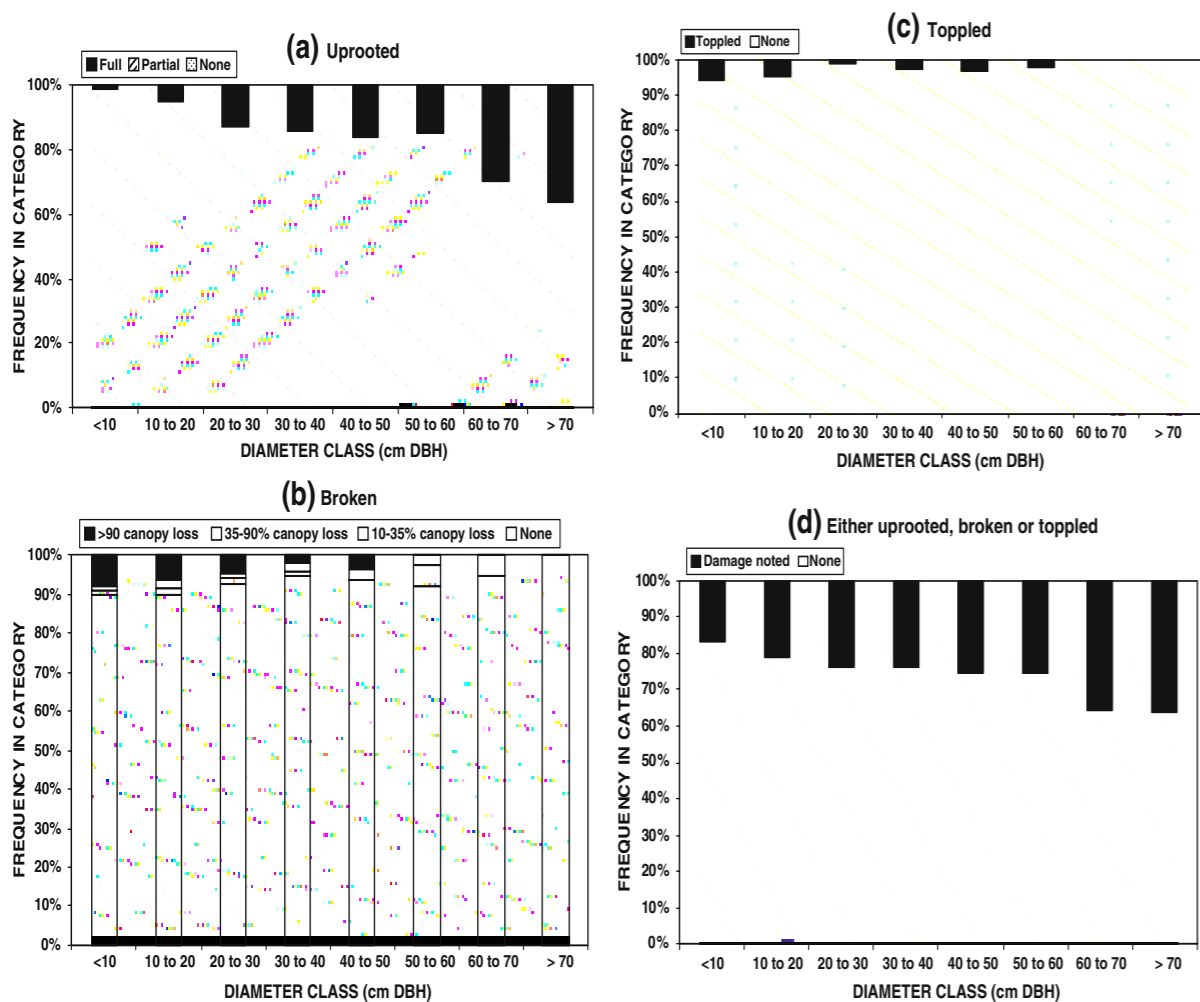 (a) Uprooted
Full Partial None
FREQUENCY IN CATEGORY
100%
80%
60%
40%
20%
0%
<10 10 to 20 20 to 30 30 to 40 40 to 50 50 to 60 60 to 70 > 70
DIAMETER CLASS (cm DBH)
(c) Toppled
Toppled None
FREQUENCY IN CATEGORY
100%
90%
80%
70%
60%
50%
40%
30%
20%
10%
0%
<10 10 to 20 20 to 30 30 to 40 40 to 50 50 to 60 60 to 70 > 70
DIAMETER CLASS (cm DBH)
(b) Broken
>90 canopy loss 35-90% canopy loss 10-35% canopy loss None
FREQUENCY IN CATEGORY
100%
90%
80%
70%
60%
50%
40%
30%
20%
10%
0%
<10 10 to 20 20 to 30 30 to 40 40 to 50 50 to 60 60 to 70 > 70
DIAMETER CLASS (cm DBH)
(d) Either uprooted, broken or toppled
Damage noted None
FREQUENCY IN CATEGORY
100%
90%
80%
70%
60%
50%
40%
30%
20%
10%
0%
<10 10 to 20 20 to 30 30 to 40 40 to 50 50 to 60 60 to 70 > 70
DIAMETER CLASS (cm DBH)